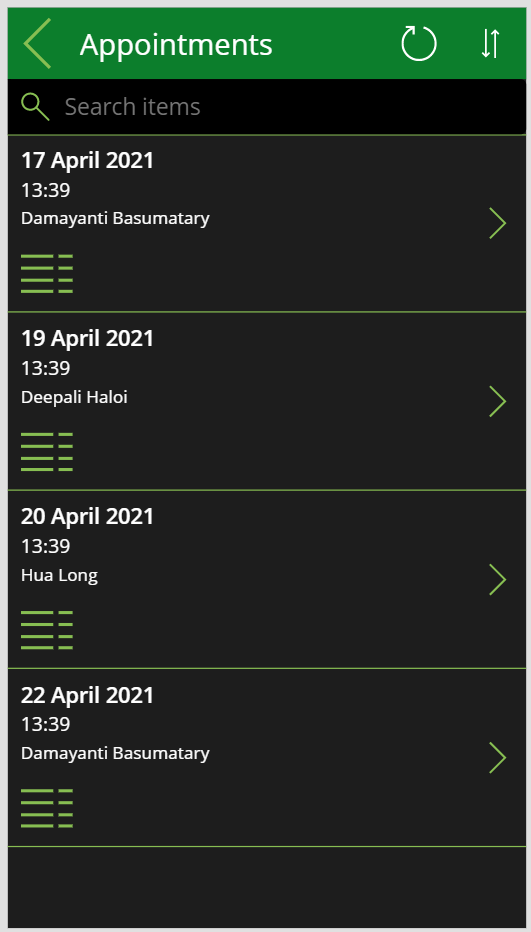 Appointments
Search items
17 April 2021
13:39
Damayanti Basumatary
19 April 2021
13:39
Deepali Haloi
20 April 2021
13:39
Hua Long
22 April 2021
13:39
Damayanti Basumatary